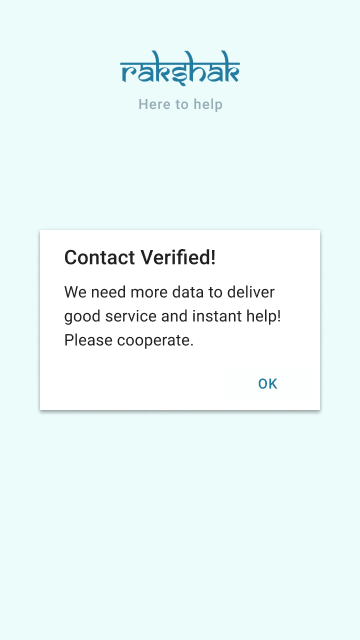 rakshak
Here to help
Contact Verified!
We need more data to deliver
good service and instant help!
Please cooperate.
OK